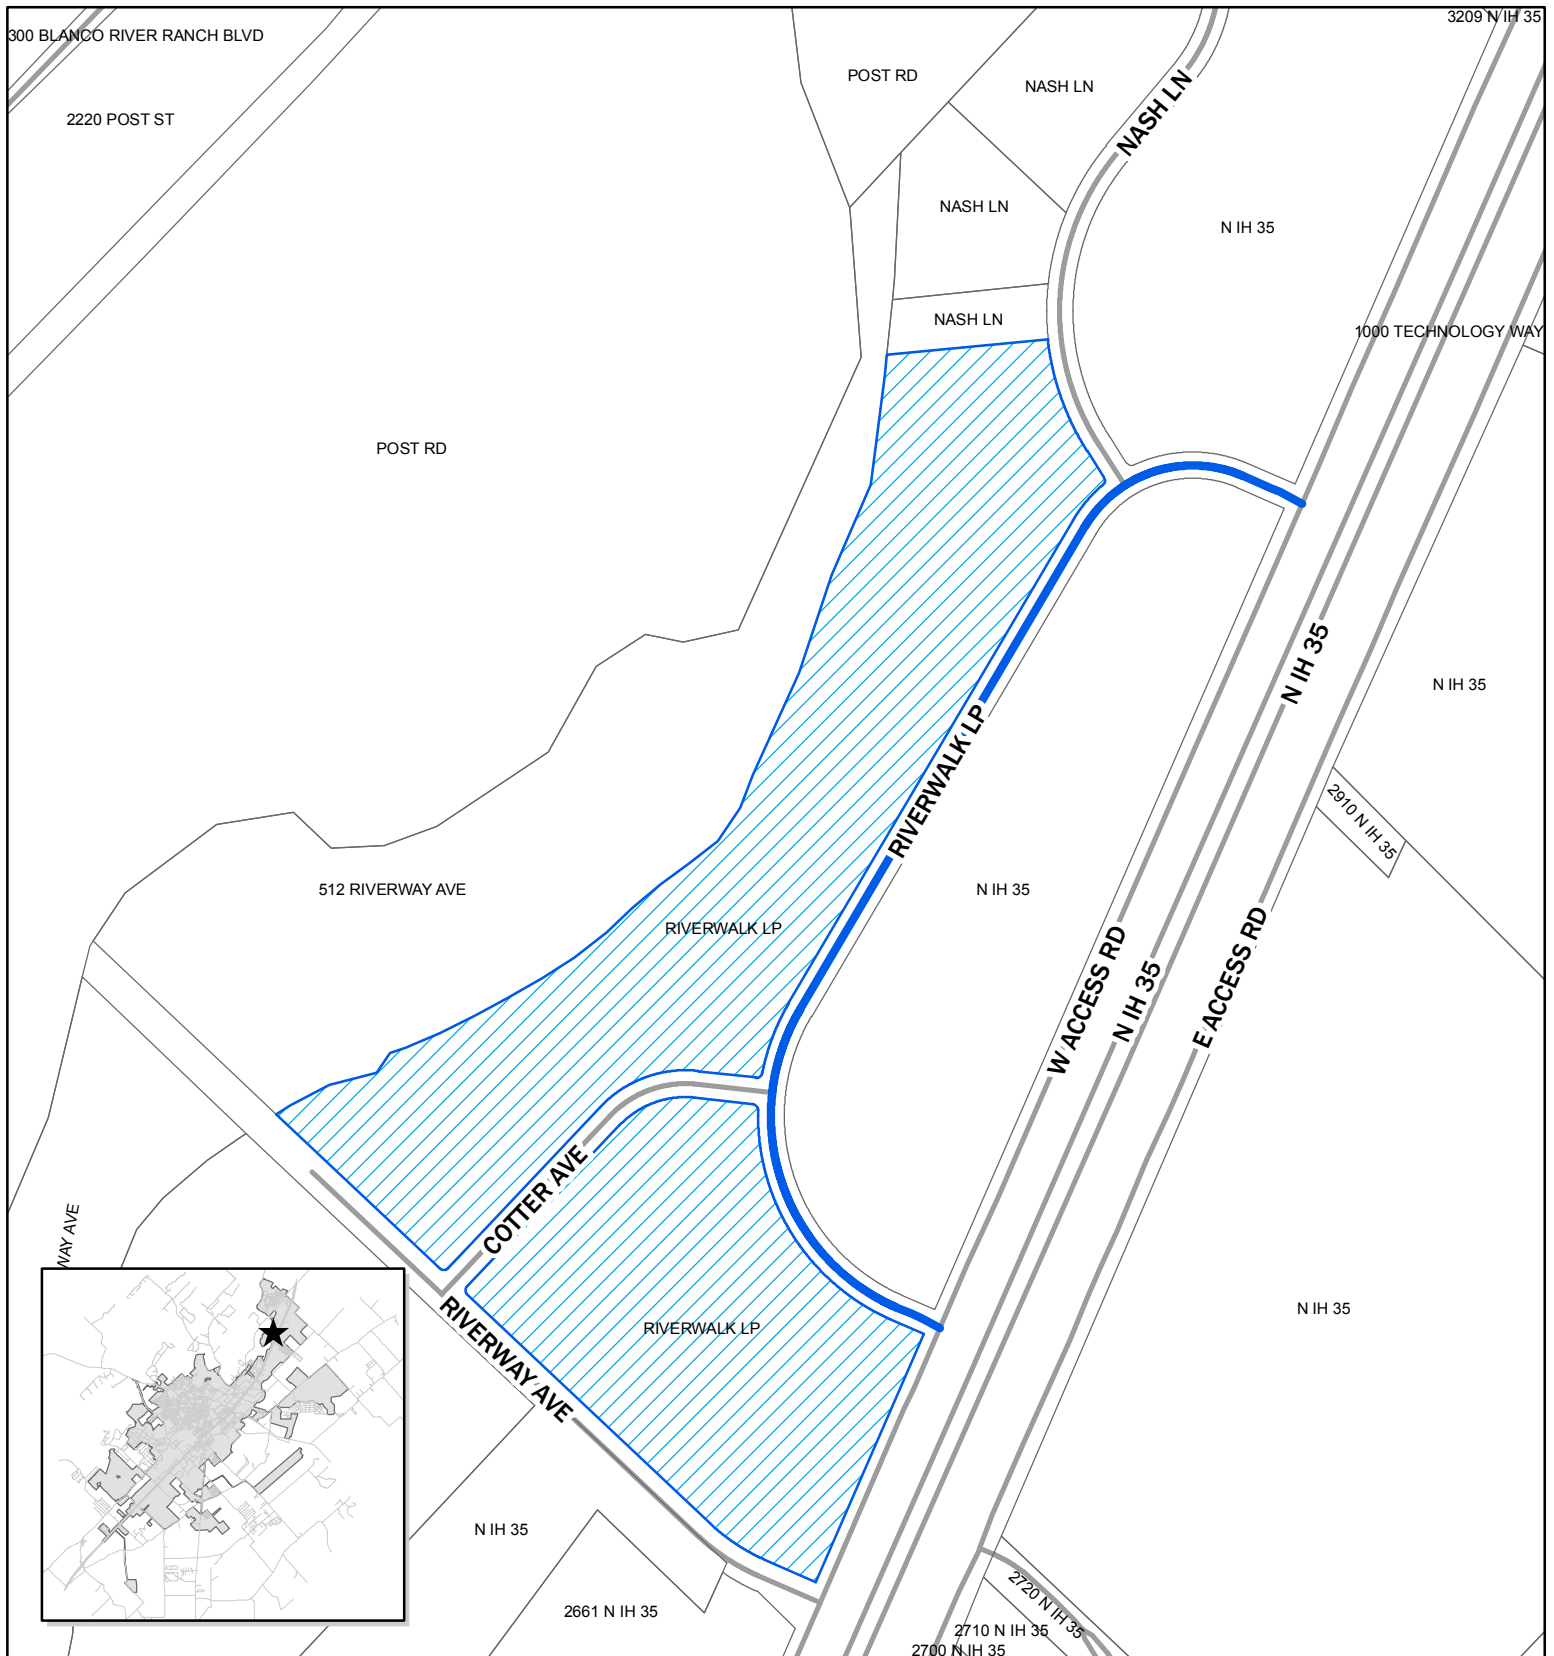 3209 N IH 35
300 BLANCO RIVER RANCH BLVD
POST RD
NASH LN
NASH LN
2220 POST ST
NASH LN
N IH 35
NASH LN
1000 TECHNOLOGY WAY
POST RD
N IH 35
N IH 35
RIVERWALK LP
2910 N IH 35
512 RIVERWAY AVE
N IH 35
RIVERWALK LP
W ACCESS RD
N IH 35
E ACCESS RD
COTTER AVE
WAY AVE
RIVERWAY AVE
RIVERWALK LP
N IH 35
N IH 35
2661 N IH 35
2720 N IH 35
2710 N IH 35
2700 N IH 35